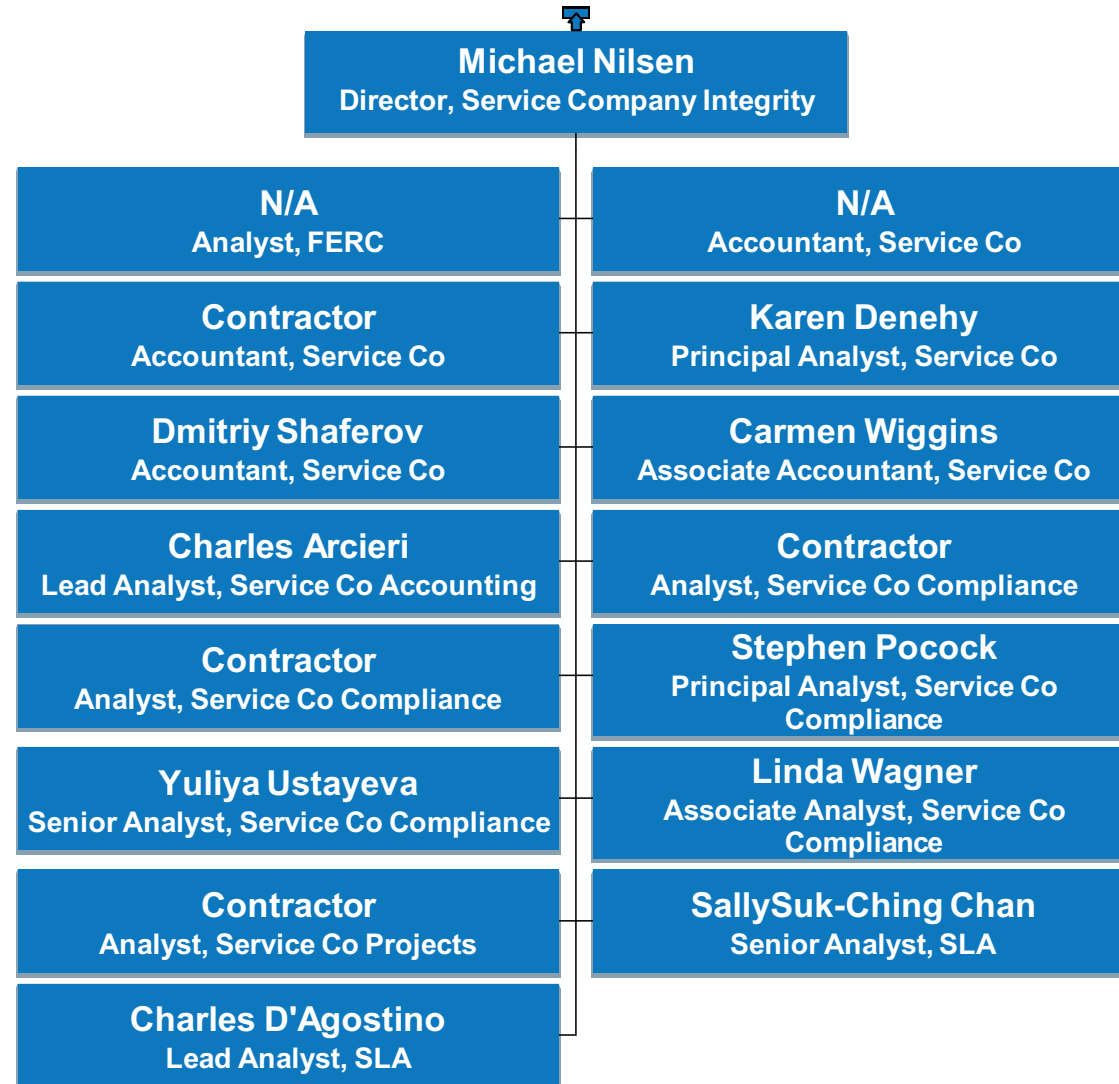 Michael Nilsen
Director, Service Company Integrity
N/A
Analyst, FERC
N/A
Accountant, Service Co
Contractor
Accountant, Service Co
Karen Denehy
Principal Analyst, Service Co
Dmitriy Shaferov
Accountant, Service Co
Carmen Wiggins
Associate Accountant, Service Co
Charles Arcieri
Lead Analyst, Service Co Accounting
Contractor
Analyst, Service Co Compliance
Contractor
Analyst, Service Co Compliance
Stephen Pocock
Principal Analyst, Service Co
Compliance
Yuliya Ustayeva
Senior Analyst, Service Co Compliance
Linda Wagner
Associate Analyst, Service Co
Compliance
Contractor
Analyst, Service Co Projects
SallySuk-Ching Chan
Senior Analyst, SLA
Charles D'Agostino
Lead Analyst, SLA